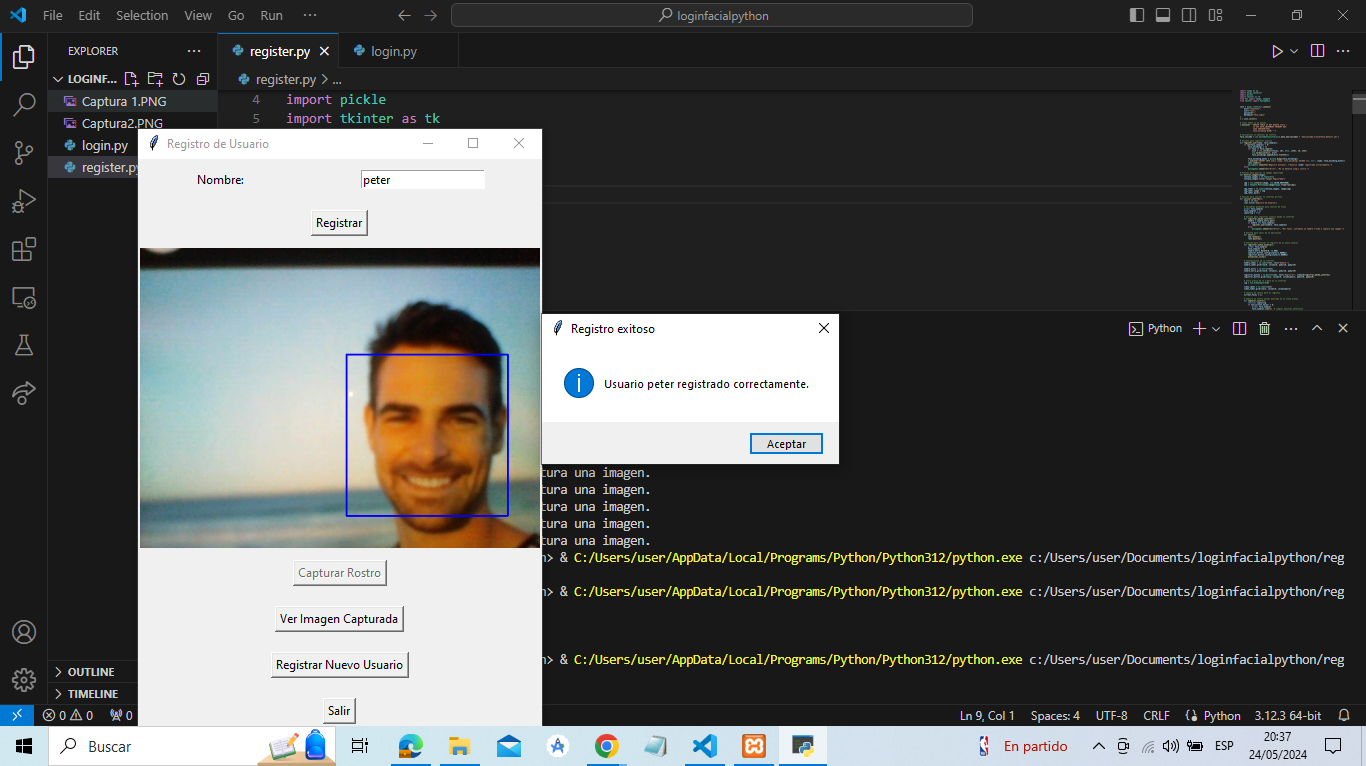 File Edit Selection View Go Run ··· loginfacialpython
EXPLORER ···
register.py login.py
LOGINF...
register.py > ...
Captura 1.PNG
Captura2.PNG
login.py
register.py
4 import pickle
5 import tkinter as tk
Registro de Usuario
Nombre: peter
Registrar
Capturar Rostro
Ver Imagen Capturada
Registrar Nuevo Usuario
Salir
Registro exitoso
Usuario peter registrado correctamente.
Aceptar
Python
tura una imagen.
tura una imagen.
tura una imagen.
tura una imagen.
tura una imagen.
n> & C:/Users/user/AppData/Local/Programs/Python/Python312/python.exe c:/Users/user/Documents/loginfacialpython/reg
n> & C:/Users/user/AppData/Local/Programs/Python/Python312/python.exe c:/Users/user/Documents/loginfacialpython/reg
n> & C:/Users/user/AppData/Local/Programs/Python/Python312/python.exe c:/Users/user/Documents/loginfacialpython/reg
OUTLINE
TIMELINE
0 0 0 Ln 9, Col 1 Spaces: 4 UTF-8 CRLF Python 3.12.3 64-bit
Buscar
En partido ESP
20:37
24/05/2024